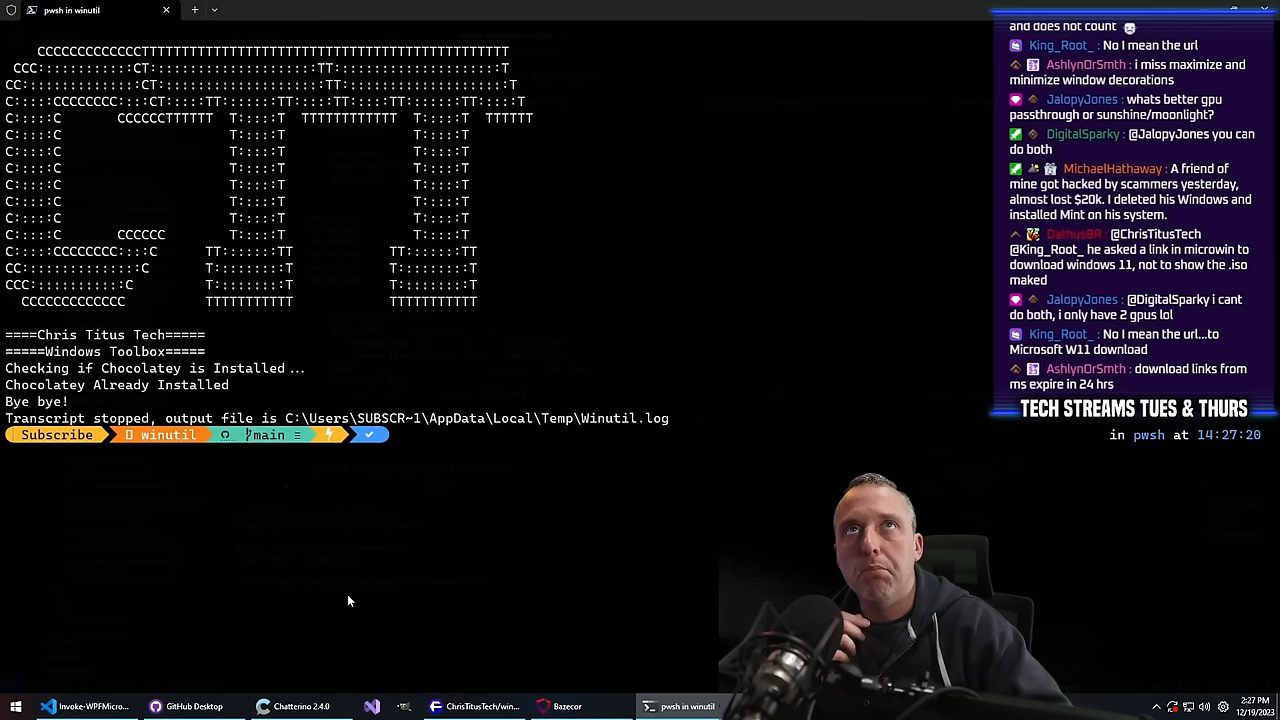 pwsh in winutil
CCCCCCCCCCCCCTTTTTTTTTTTTTTTTTTTTTTTTTTTTTTTTTTTTTTTTTTTTTT
CCC::::::::::::CT:::::::::::::::::::::TT:::::::::::::::::::::T
CC:::::::::::::::CT:::::::::::::::::::::TT:::::::::::::::::::::T
C:::::CCCCCCCC::::CT:::::TT:::::::TT:::::TT:::::TT:::::::TT:::::T
C:::::C       CCCCCCTTTTTT  T:::::T  TTTTTTTTTTTT  T:::::T  TTTTTT
C:::::C                     T:::::T                T:::::T
C:::::C                     T:::::T                T:::::T
C:::::C                     T:::::T                T:::::T
C:::::C                     T:::::T                T:::::T
C:::::C                     T:::::T                T:::::T
C:::::C                     T:::::T                T:::::T
C:::::C       CCCCCC        T:::::T                T:::::T
C:::::CCCCCCCC::::C      TT:::::::TT            TT:::::::TT
CC:::::::::::::::C       T:::::::::T            T:::::::::T
CCC::::::::::::C         T:::::::::T            T:::::::::T
CCCCCCCCCCCCC          TTTTTTTTTTT            TTTTTTTTTTT
====Chris Titus Tech=====
=====Windows Toolbox=====
Checking if Chocolatey is Installed...
Chocolatey Already Installed
Bye bye!
Transcript stopped, output file is C:\Users\SUBSCR~1\AppData\Local\Temp\Winutil.log
Subscribe winutil main ≡
in pwsh at 14:27:20
and does not count
King_Root_ : No I mean the url
AshlynOrSmth : i miss maximize and
minimize window decorations
JalopyJones : whats better gpu
passthrough or sunshine/moonlight?
DigitalSparky : @JalopyJones you can
do both
MichaelHathaway : A friend of
mine got hacked by scammers yesterday,
almost lost $20k. I deleted his Windows and
installed Mint on his system.
DathusBR : @ChrisTitusTech
@King_Root_ he asked a link in microwin to
download windows 11, not to show the .iso
maked
JalopyJones : @DigitalSparky i cant
do both, i only have 2 gpus lol
King_Root_ : No I mean the url...to
Microsoft W11 download
AshlynOrSmth : download links from
ms expire in 24 hrs
TECH STREAMS TUES & THURS
Invoke-WPFMicro...
GitHub Desktop
Chatterino 2.4.0
ChrisTitusTech/win...
Bazecor
pwsh in winutil
2:27 PM
12/19/2023